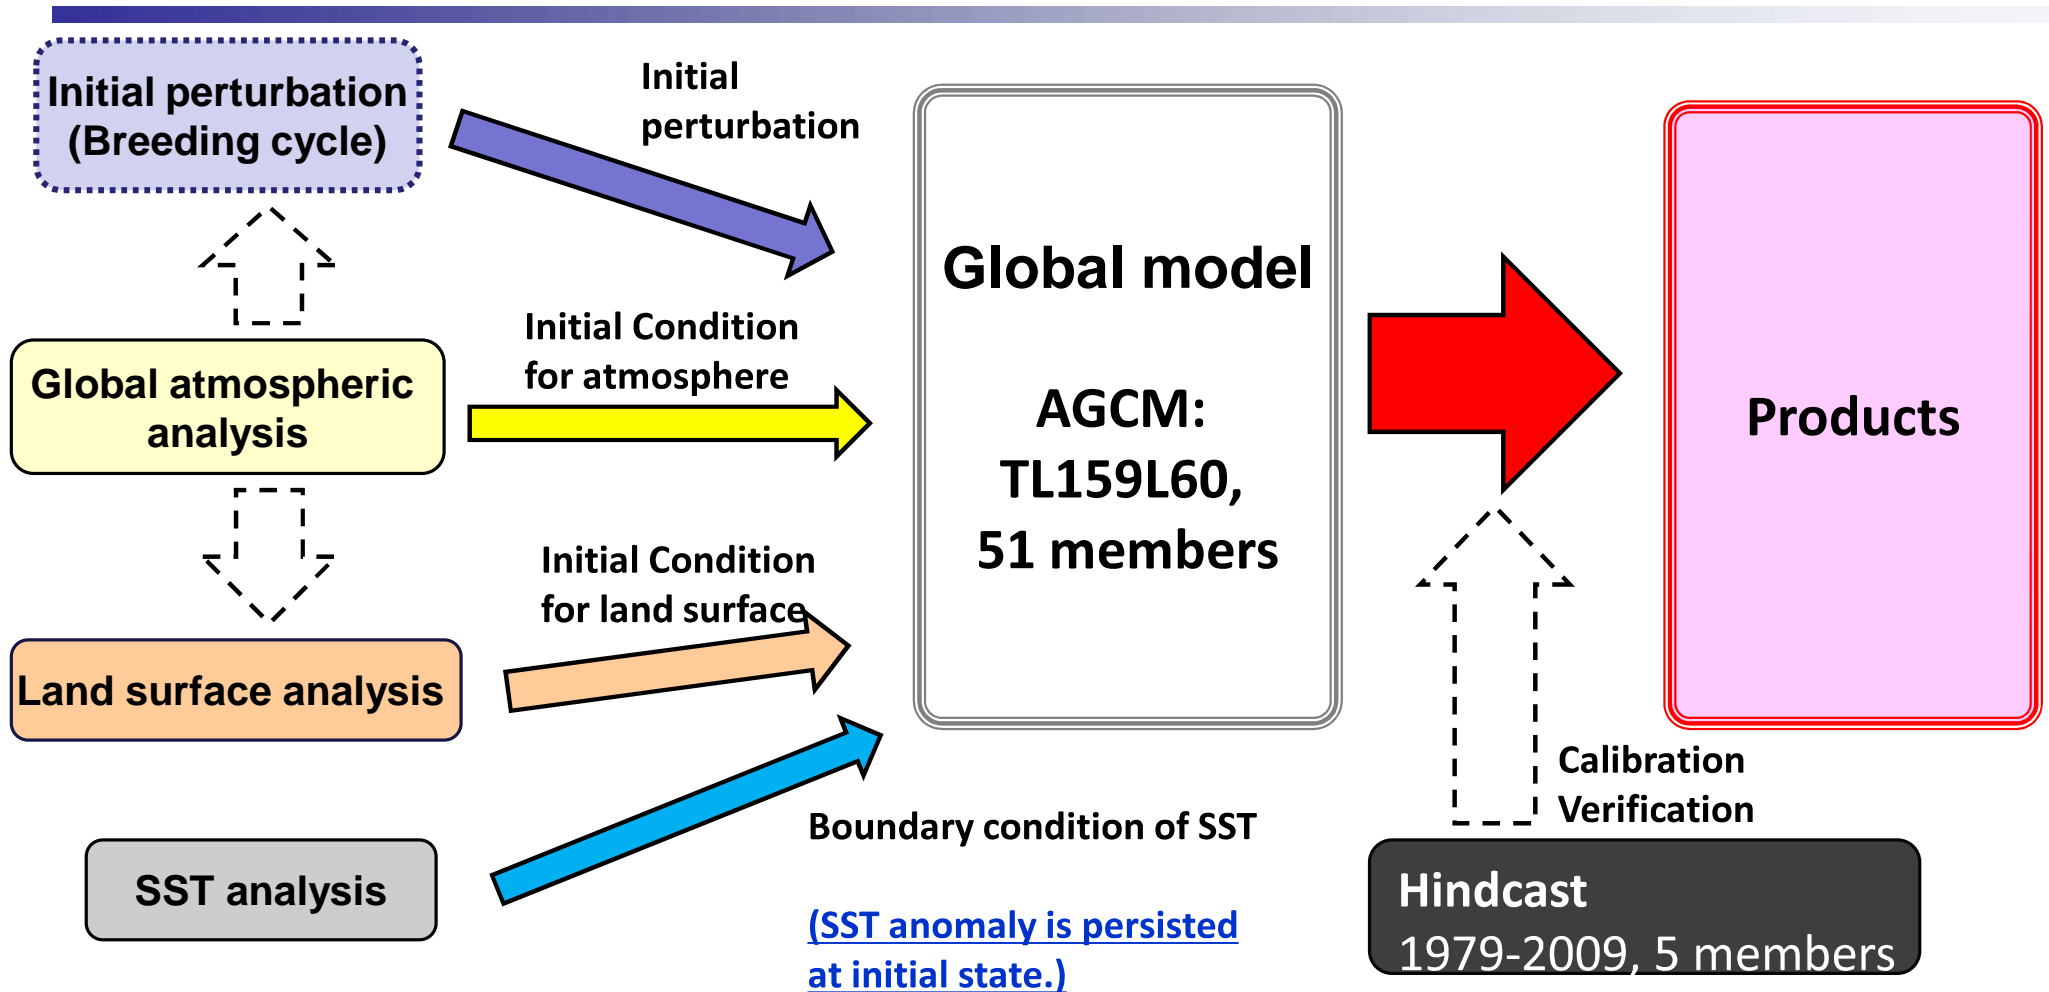 Initial perturbation
(Breeding cycle)
Initial
perturbation
Global atmospheric
analysis
Initial Condition
for atmosphere
Land surface analysis
Initial Condition
for land surface
SST analysis
Boundary condition of SST
(SST anomaly is persisted
at initial state.)
Global model
AGCM:
TL159L60,
51 members
Products
Calibration
Verification
Hindcast
1979-2009, 5 members